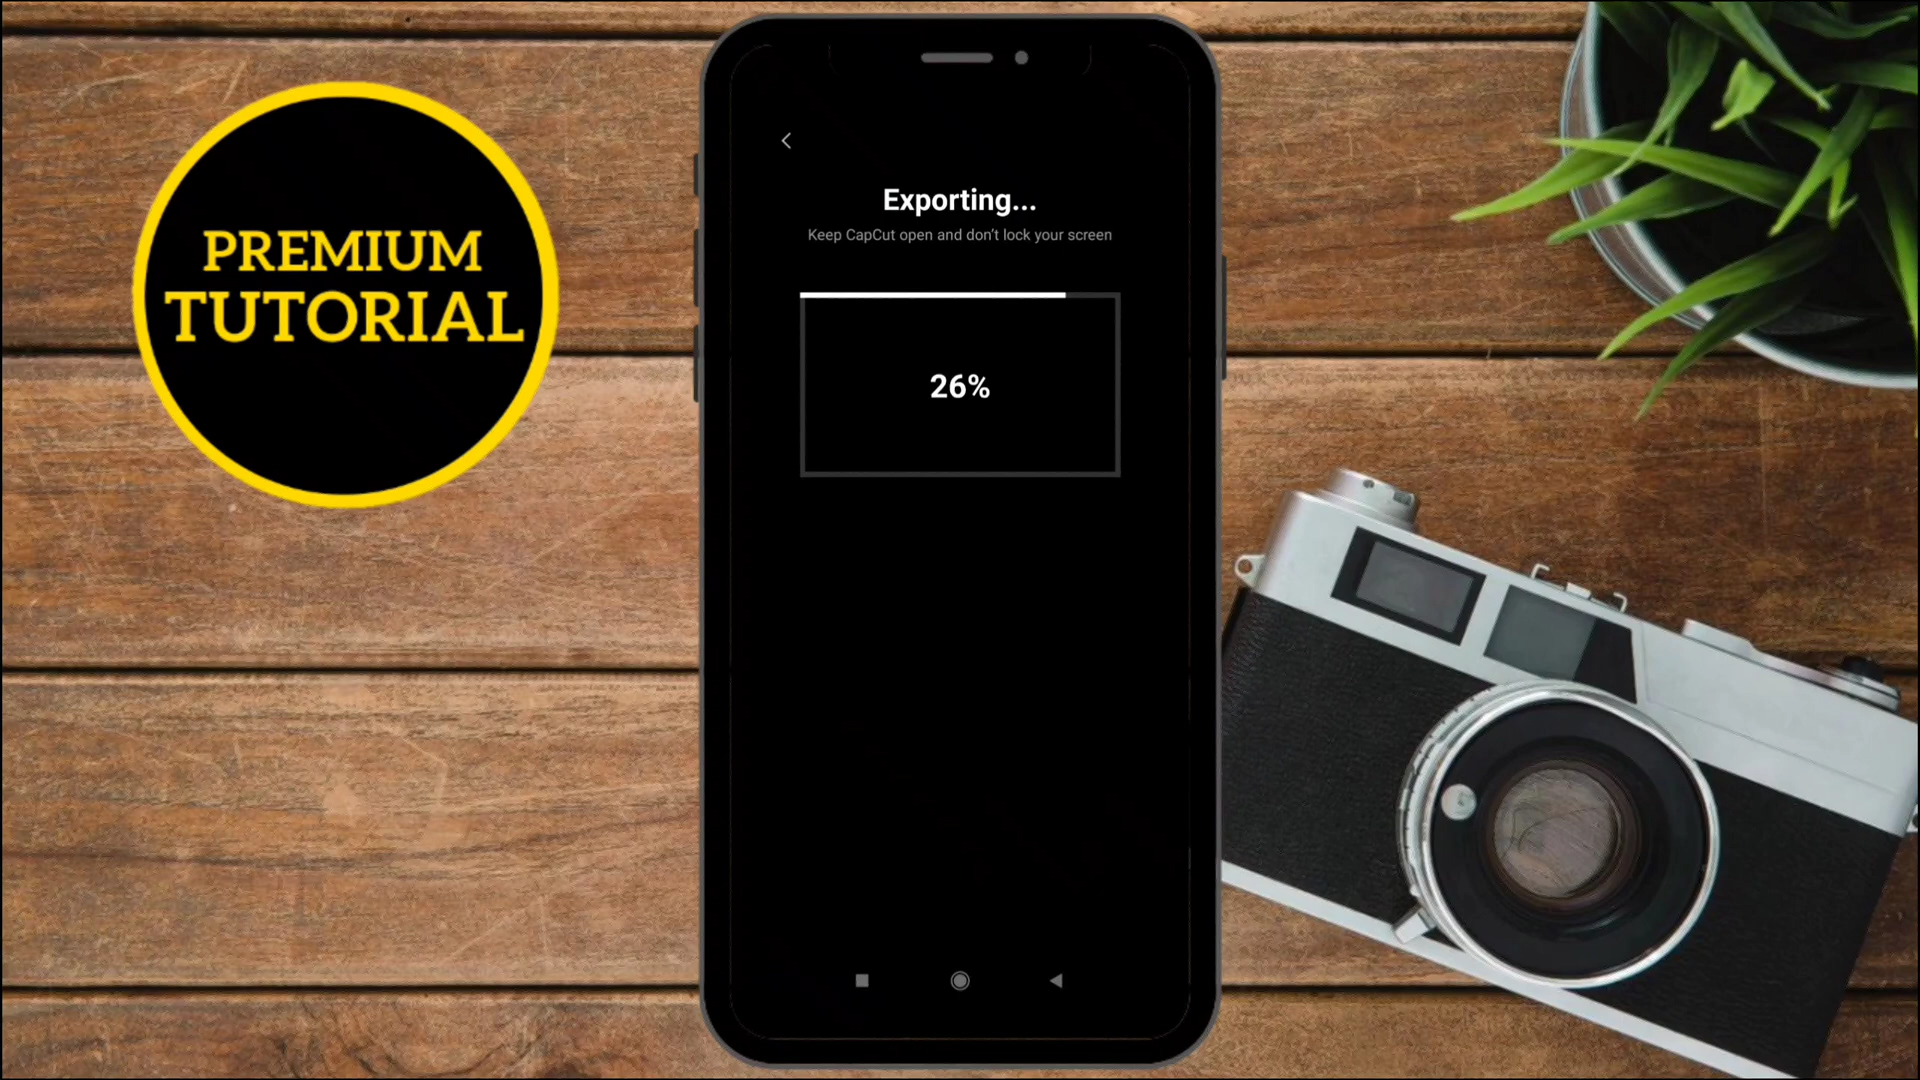 PREMIUM
TUTORIAL
Exporting...
Keep CapCut open and don't lock your screen
26%